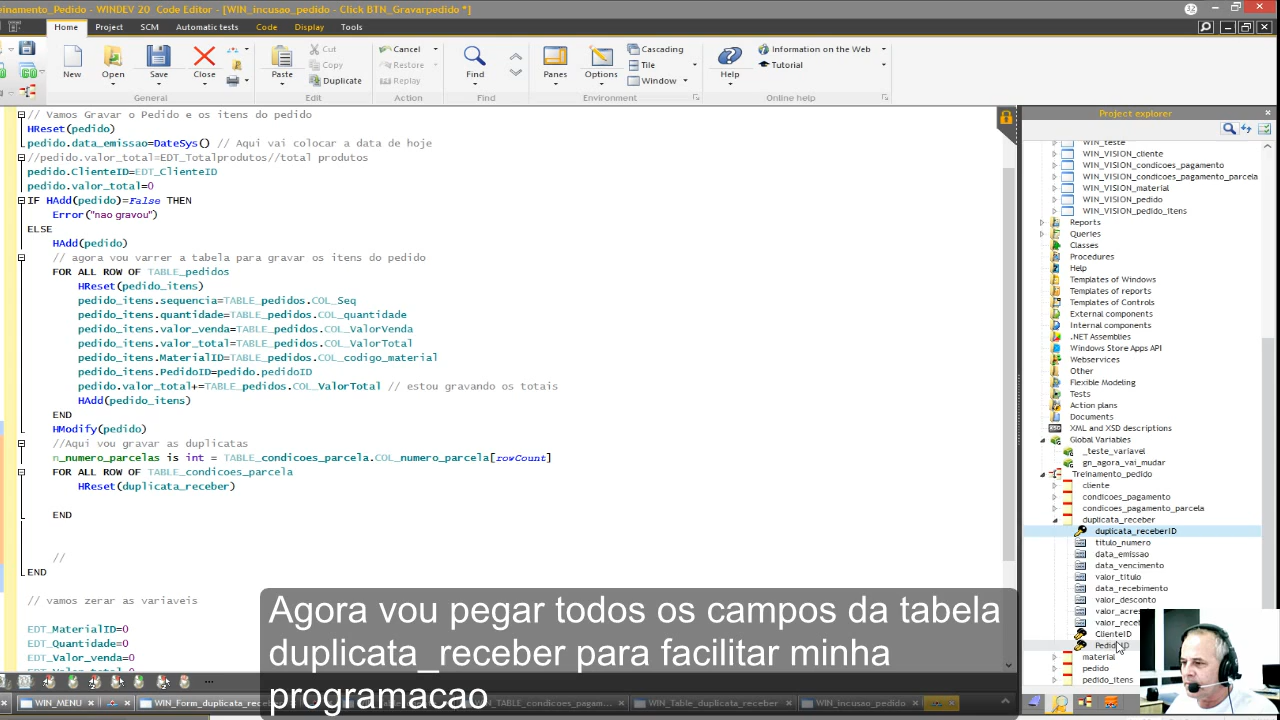 reinamento_Pedido - WINDEV 20 Code Editor - [WIN_incusao_pedido - Click BTN_Gravarpedido *]
Home Project SCM Automatic tests Code Display Tools
New Open Save Close Paste Cut Copy Duplicate Cancel Restore Replay Find Panes Options Cascading Tile Window Help Information on the Web Tutorial
General Edit Action Find Environment Online help
// Vamos Gravar o Pedido e os itens do pedido
HReset(pedido)
pedido.data_emissao=DateSys() // Aqui vai colocar a data de hoje
//pedido.valor_total=EDT_Totalprodutos//total produtos
pedido.ClienteID=EDT_ClienteID
pedido.valor_total=0
IF HAdd(pedido)=False THEN
Error("nao gravou")
ELSE
HAdd(pedido)
// agora vou varrer a tabela para gravar os itens do pedido
FOR ALL ROW OF TABLE_pedidos
HReset(pedido_itens)
pedido_itens.sequencia=TABLE_pedidos.COL_Seq
pedido_itens.quantidade=TABLE_pedidos.COL_quantidade
pedido_itens.valor_venda=TABLE_pedidos.COL_ValorVenda
pedido_itens.valor_total=TABLE_pedidos.COL_ValorTotal
pedido_itens.MaterialID=TABLE_pedidos.COL_codigo_material
pedido_itens.PedidoID=pedido.pedidoID
pedido.valor_total+=TABLE_pedidos.COL_ValorTotal // estou gravando os totais
HAdd(pedido_itens)
END
HModify(pedido)
//Aqui vou gravar as duplicatas
n_numero_parcelas is int = TABLE_condicoes_parcela.COL_numero_parcela[rowCount]
FOR ALL ROW OF TABLE_condicoes_parcela
HReset(duplicata_receber)
END
//
END
// vamos zerar as variaveis
EDT_MaterialID=0
EDT_Quantidade=0
EDT_Valor_venda=0
Project explorer
WIN_teste
WIN_VISION_cliente
WIN_VISION_condicoes_pagamento
WIN_VISION_condicoes_pagamento_parcela
WIN_VISION_material
WIN_VISION_pedido
WIN_VISION_pedido_itens
Reports
Queries
Classes
Procedures
Help
Templates of Windows
Templates of reports
Templates of Controls
External components
Internal components
.NET Assemblies
Windows Store Apps API
Webservices
Other
Flexible Modeling
Tests
Action plans
Documents
XML and XSD descriptions
Global Variables
_teste_variavel
gn_agora_vai_mudar
Treinamento_pedido
cliente
condicoes_pagamento
condicoes_pagamento_parcela
duplicata_receber
duplicata_receberID
titulo_numero
data_emissao
data_vencimento
valor_titulo
data_recebimento
valor_desconto
valor_acres
valor_rece
ClienteID
PedidoID
material
pedido
pedido_itens
Agora vou pegar todos os campos da tabela
duplicata_receber para facilitar minha
programacao
WIN_MENU WIN_Form_duplicata_rece WIN_TABLE_condicoes_pagam... WIN_Table_duplicata_receber WIN_incusao_pedido